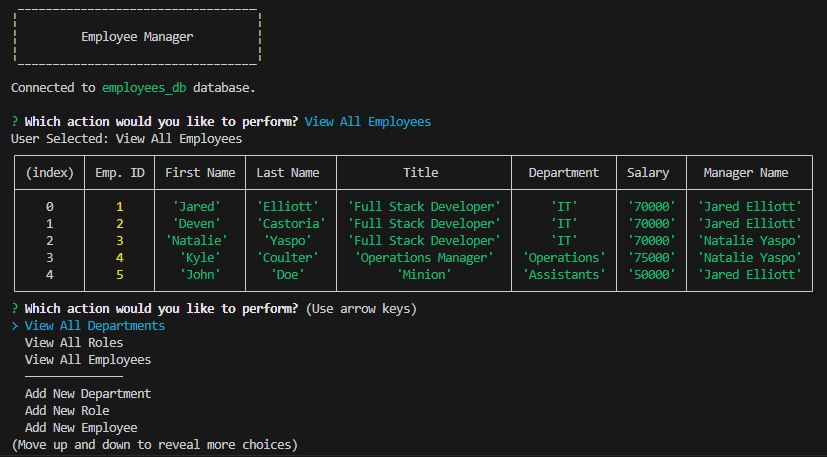 Employee Manager
Connected to employees_db database.
? Which action would you like to perform? View All Employees
User Selected: View All Employees
(index) Emp. ID First Name Last Name Title Department Salary Manager Name
0 1 'Jared' 'Elliott' 'Full Stack Developer' 'IT' '70000' 'Jared Elliott'
1 2 'Deven' 'Castoria' 'Full Stack Developer' 'IT' '70000' 'Jared Elliott'
2 3 'Natalie' 'Yaspo' 'Full Stack Developer' 'IT' '70000' 'Natalie Yaspo'
3 4 'Kyle' 'Coulter' 'Operations Manager' 'Operations' '75000' 'Natalie Yaspo'
4 5 'John' 'Doe' 'Minion' 'Assistants' '50000' 'Jared Elliott'
? Which action would you like to perform? (Use arrow keys)
> View All Departments
View All Roles
View All Employees
Add New Department
Add New Role
Add New Employee
(Move up and down to reveal more choices)